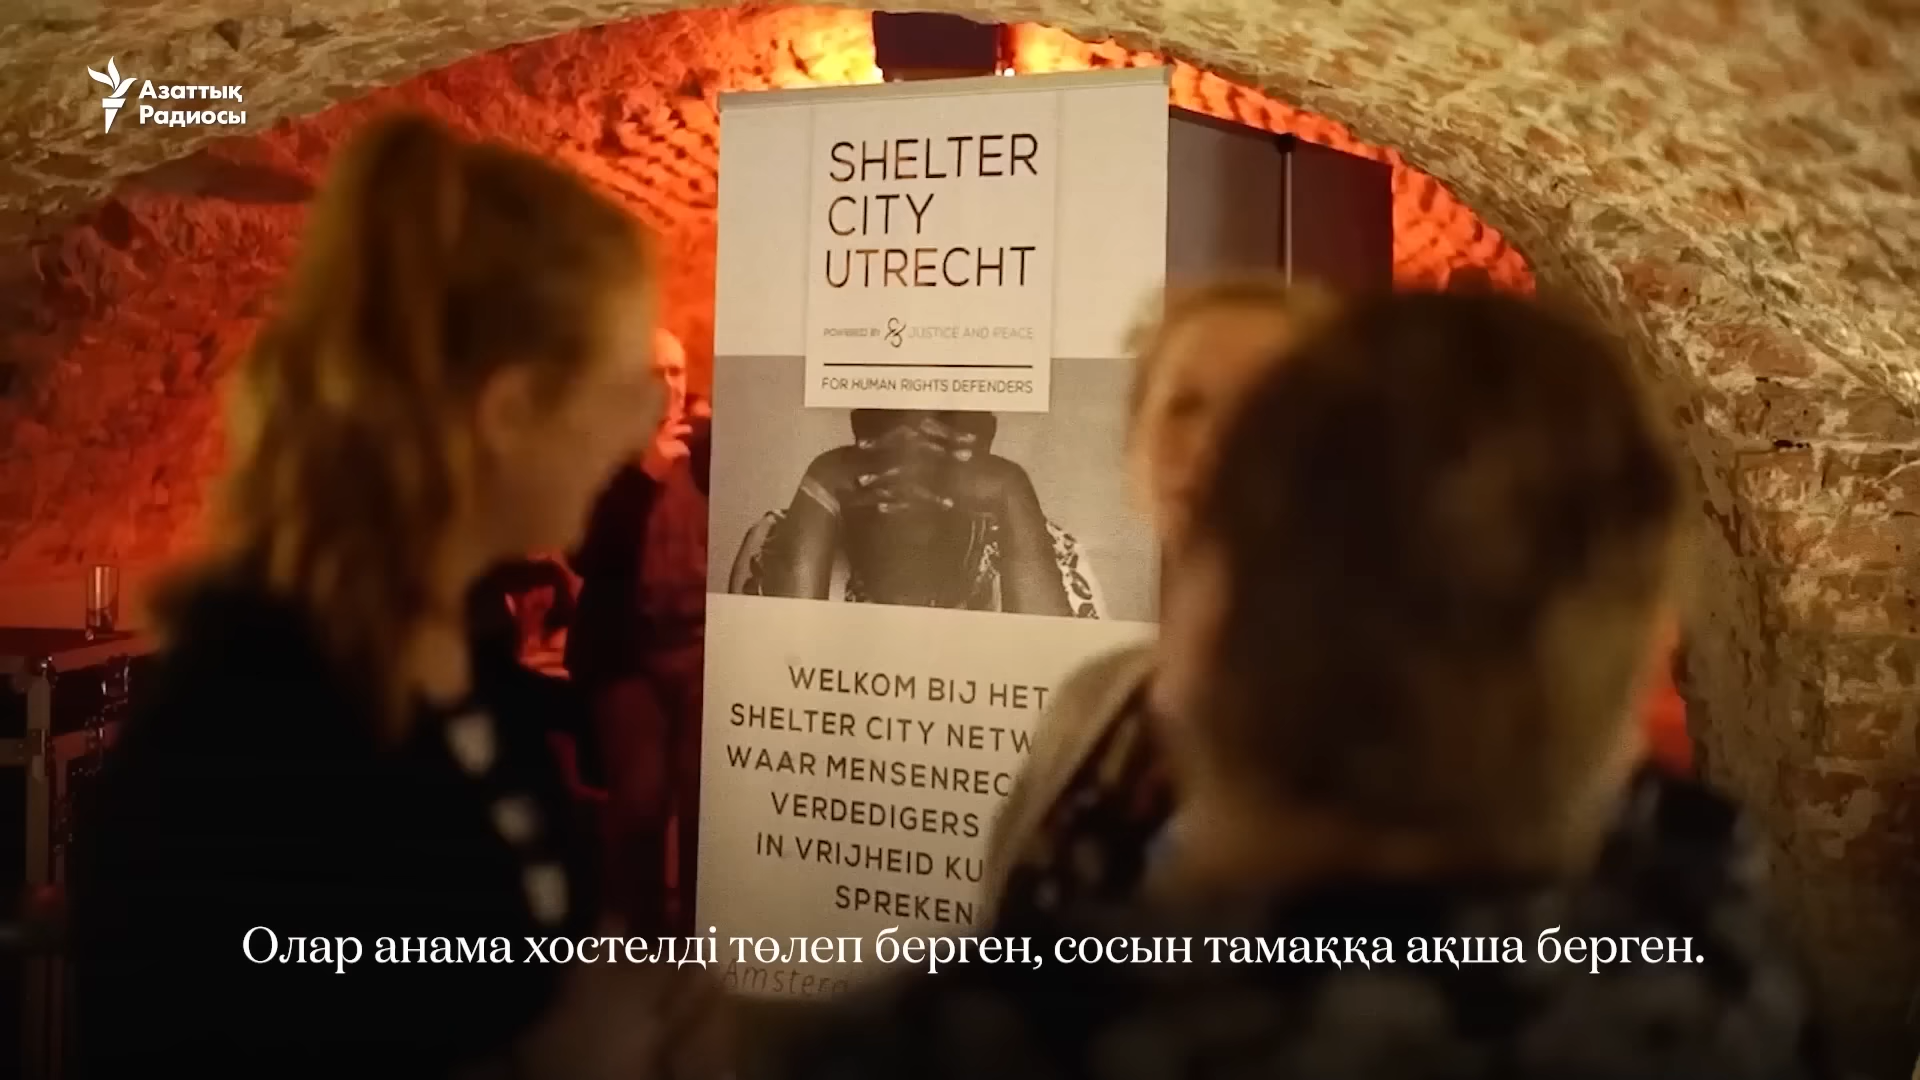 Азаттық
Радиосы
SHELTER
CITY
UTRECHT
POWERED BY JUSTICE AND PEACE
FOR HUMAN RIGHTS DEFENDERS
WELKOM BIJ HET
SHELTER CITY NETW
WAAR MENSENREC
VERDEDIGERS
IN VRIJHEID KU
SPREKEN
Олар анама хостелді төлеп берген, сосын тамаққа ақша берген.